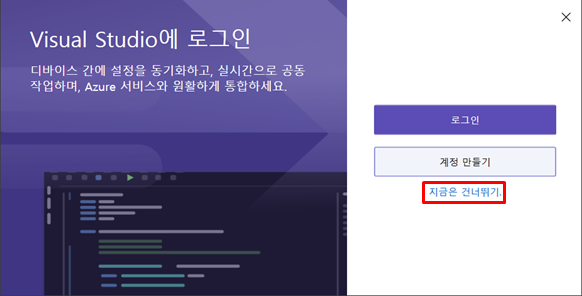 Visual Studio에 로그인
디바이스 간에 설정을 동기화하고, 실시간으로 공동
작업하며, Azure 서비스와 원활하게 통합하세요.
로그인
계정 만들기
지금은 건너뛰기.